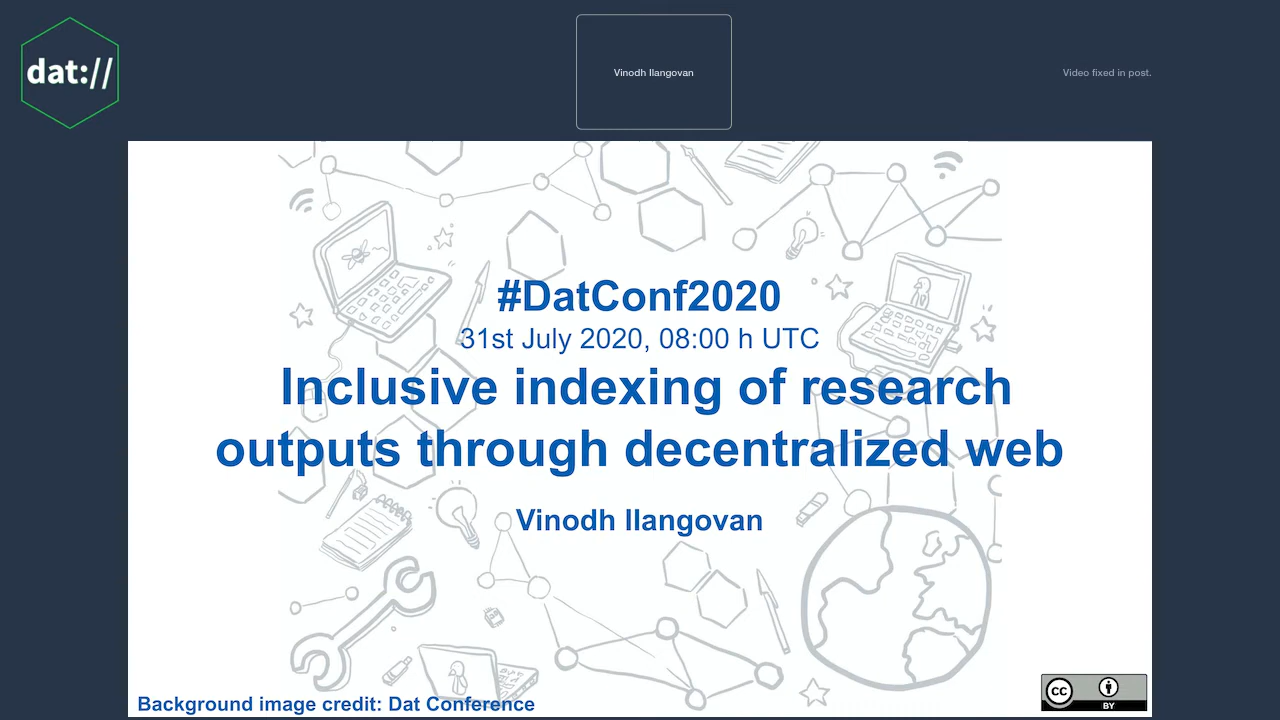 dat://
Vinodh Ilangovan
Video fixed in post.
#DatConf2020
31st July 2020, 08:00 h UTC
Inclusive indexing of research
outputs through decentralized web
Vinodh Ilangovan
Background image credit: Dat Conference
cc
BY